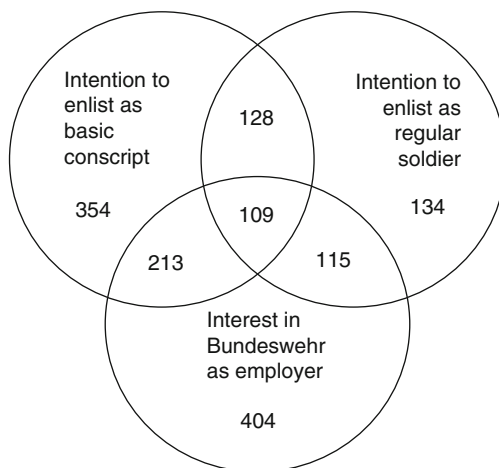 Intention to
enlist as
basic
conscript
354
128
Intention to
enlist as
regular
soldier
134
109
213
115
Interest in
Bundeswehr
as employer
404